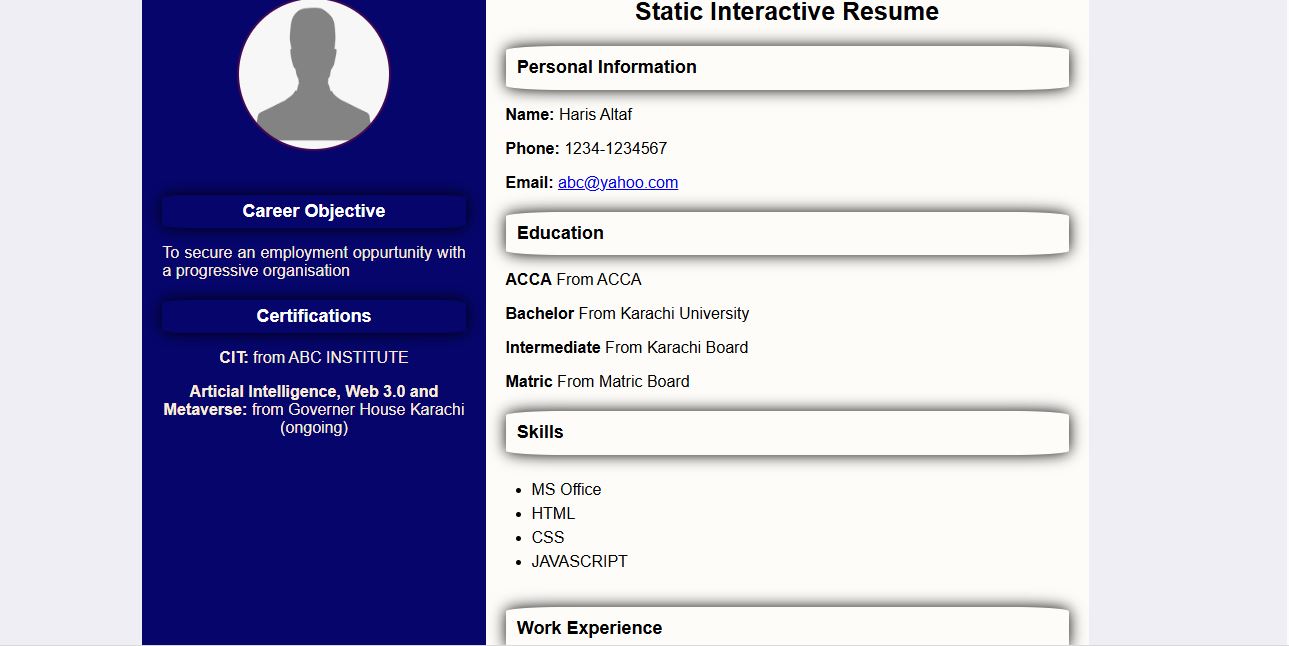 Static Interactive Resume
Career Objective
To secure an employment oppurtunity with
a progressive organisation
Certifications
CIT: from ABC INSTITUTE
Articial Intelligence, Web 3.0 and
Metaverse: from Governer House Karachi
(ongoing)
Personal Information
Name: Haris Altaf
Phone: 1234-1234567
Email: abc@yahoo.com
Education
ACCA From ACCA
Bachelor From Karachi University
Intermediate From Karachi Board
Matric From Matric Board
Skills
MS Office
HTML
CSS
JAVASCRIPT
Work Experience